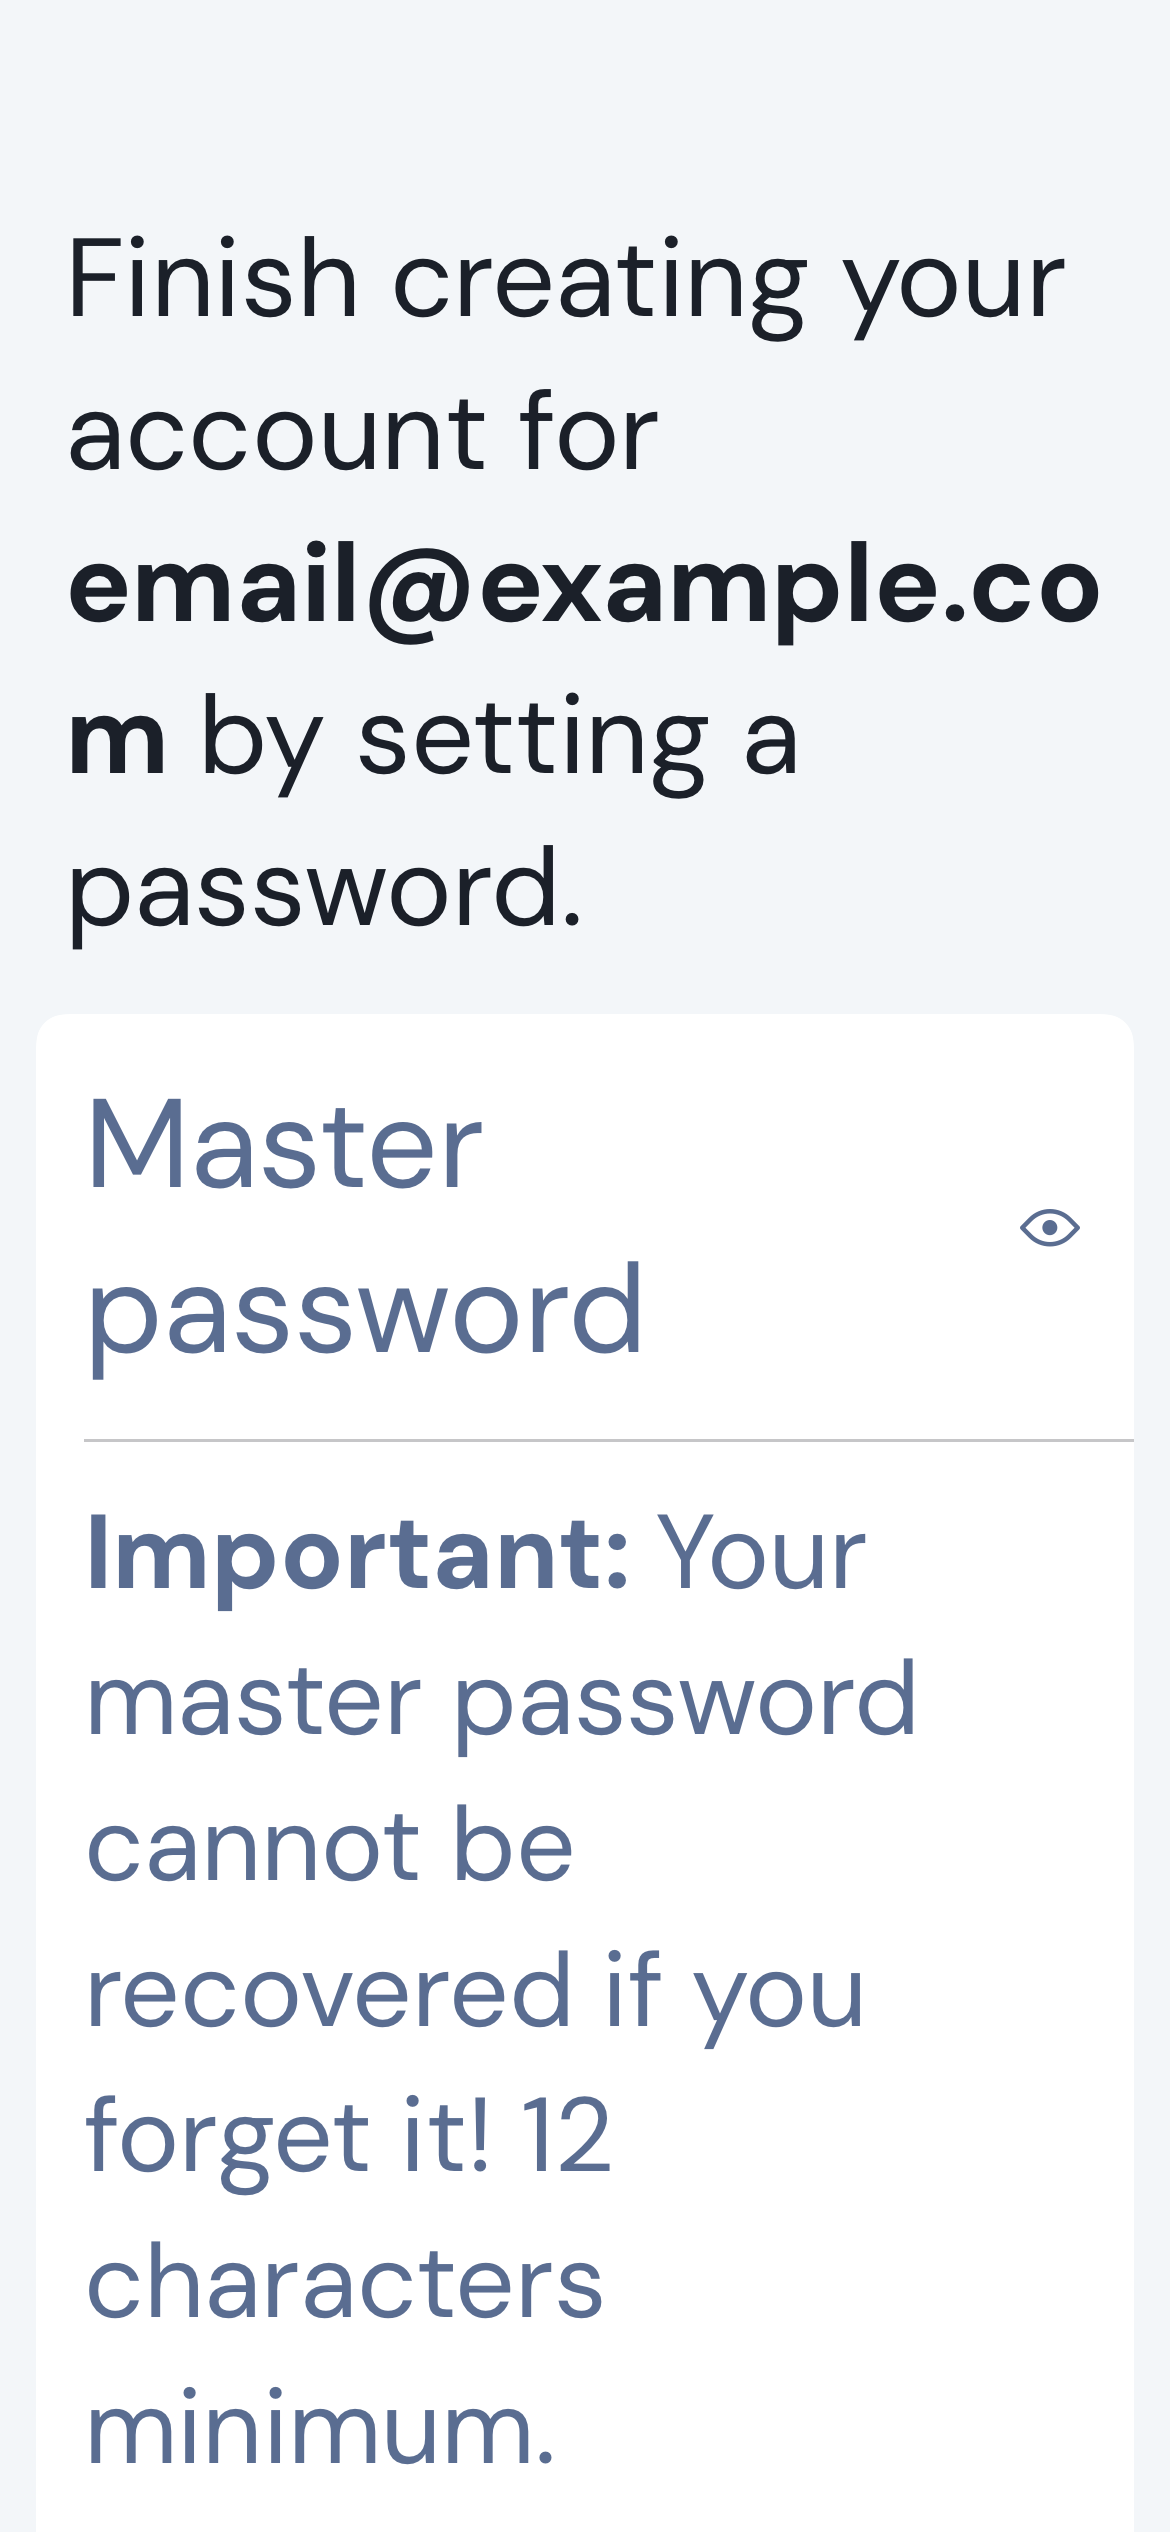 Finish creating your
account for
email@example.co
m by setting a
password.
Master
password
Important: Your
master password
cannot be
recovered if you
forget it! 12
characters
minimum.